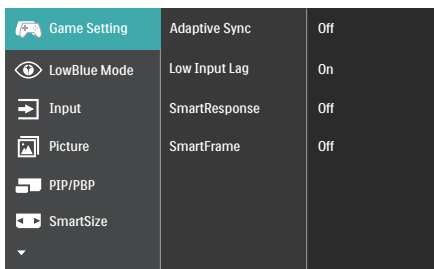 Game Setting Adaptive Sync Off
LowBlue Mode Low Input Lag On
Input SmartResponse Off
Picture SmartFrame Off
PIP/PBP
SmartSize